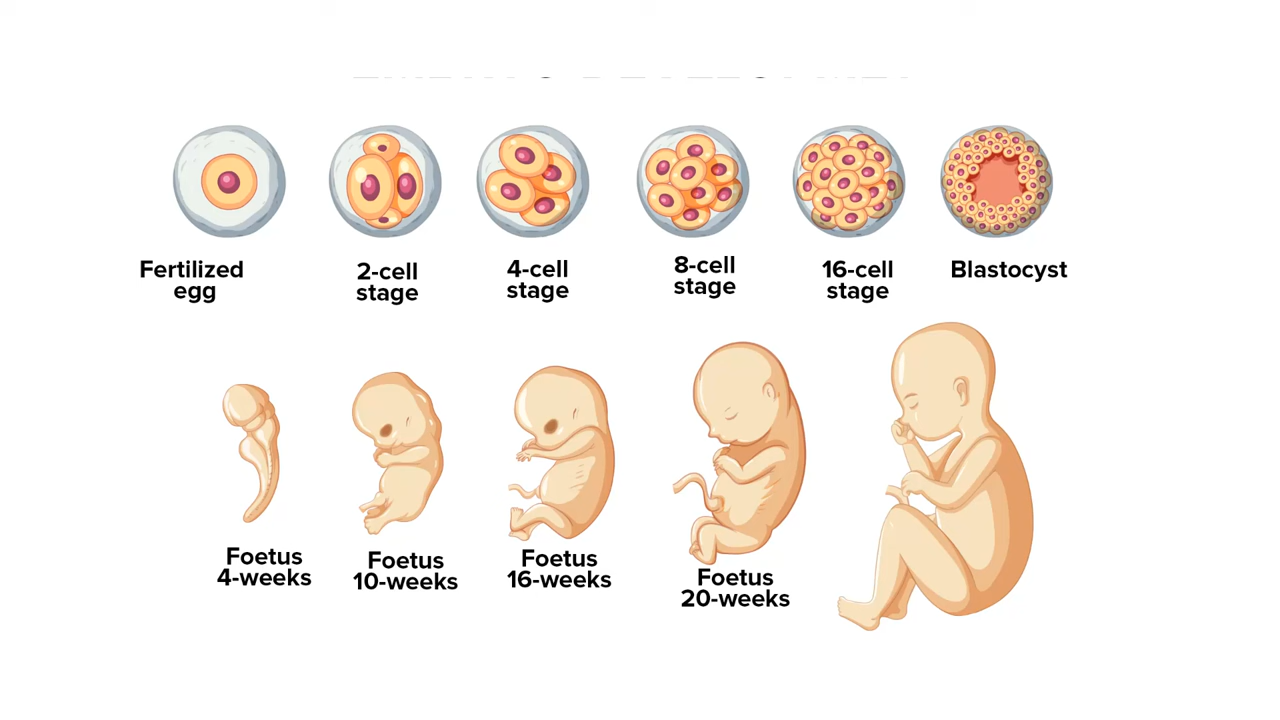 Fertilized
egg
2-cell
stage
4-cell
stage
8-cell
stage
16-cell
stage
Blastocyst
Foetus
4-weeks
Foetus
10-weeks
Foetus
16-weeks
Foetus
20-weeks